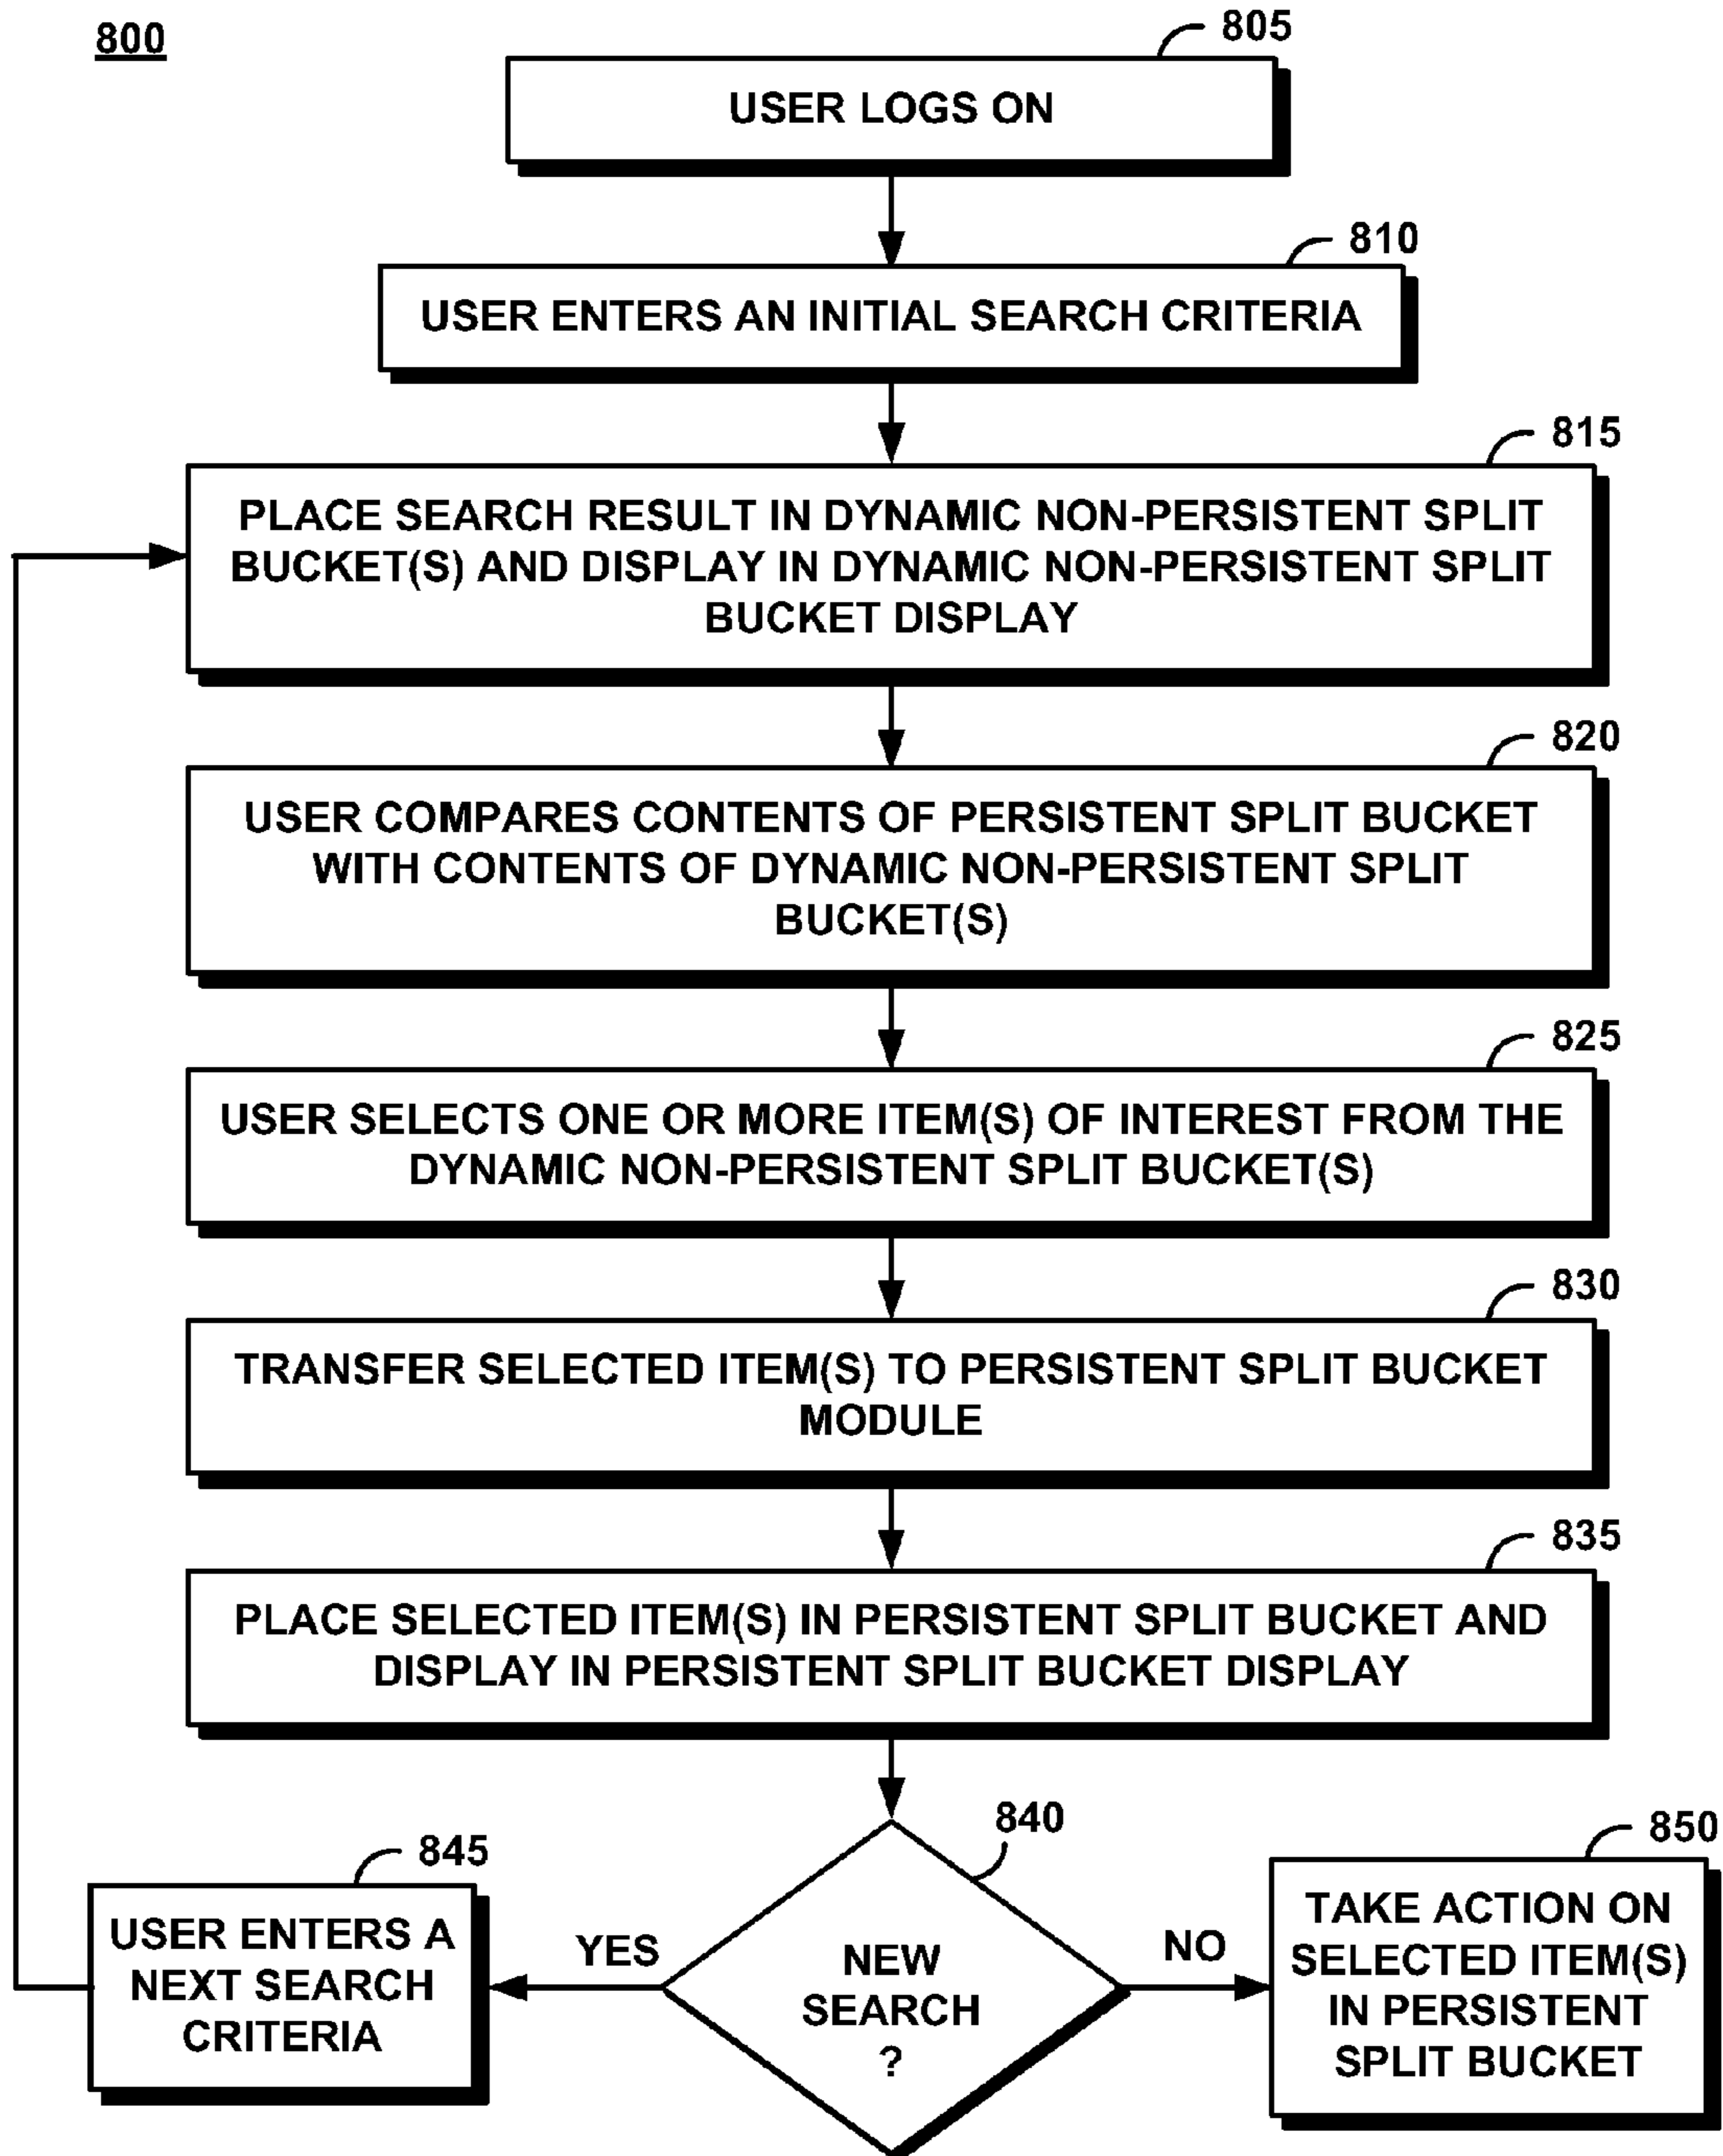 800
805
USER LOGS ON
810
USER ENTERS AN INITIAL SEARCH CRITERIA
815
PLACE SEARCH RESULT IN DYNAMIC NON-PERSISTENT SPLIT
BUCKET(S) AND DISPLAY IN DYNAMIC NON-PERSISTENT SPLIT
BUCKET DISPLAY
820
USER COMPARES CONTENTS OF PERSISTENT SPLIT BUCKET
WITH CONTENTS OF DYNAMIC NON-PERSISTENT SPLIT
BUCKET(S)
825
USER SELECTS ONE OR MORE ITEM(S) OF INTEREST FROM THE
DYNAMIC NON-PERSISTENT SPLIT BUCKET(S)
830
TRANSFER SELECTED ITEM(S) TO PERSISTENT SPLIT BUCKET
MODULE
835
PLACE SELECTED ITEM(S) IN PERSISTENT SPLIT BUCKET AND
DISPLAY IN PERSISTENT SPLIT BUCKET DISPLAY
845
USER ENTERS A
NEXT SEARCH
CRITERIA
YES
840
NEW
SEARCH
?
NO
850
TAKE ACTION ON
SELECTED ITEM(S)
IN PERSISTENT
SPLIT BUCKET